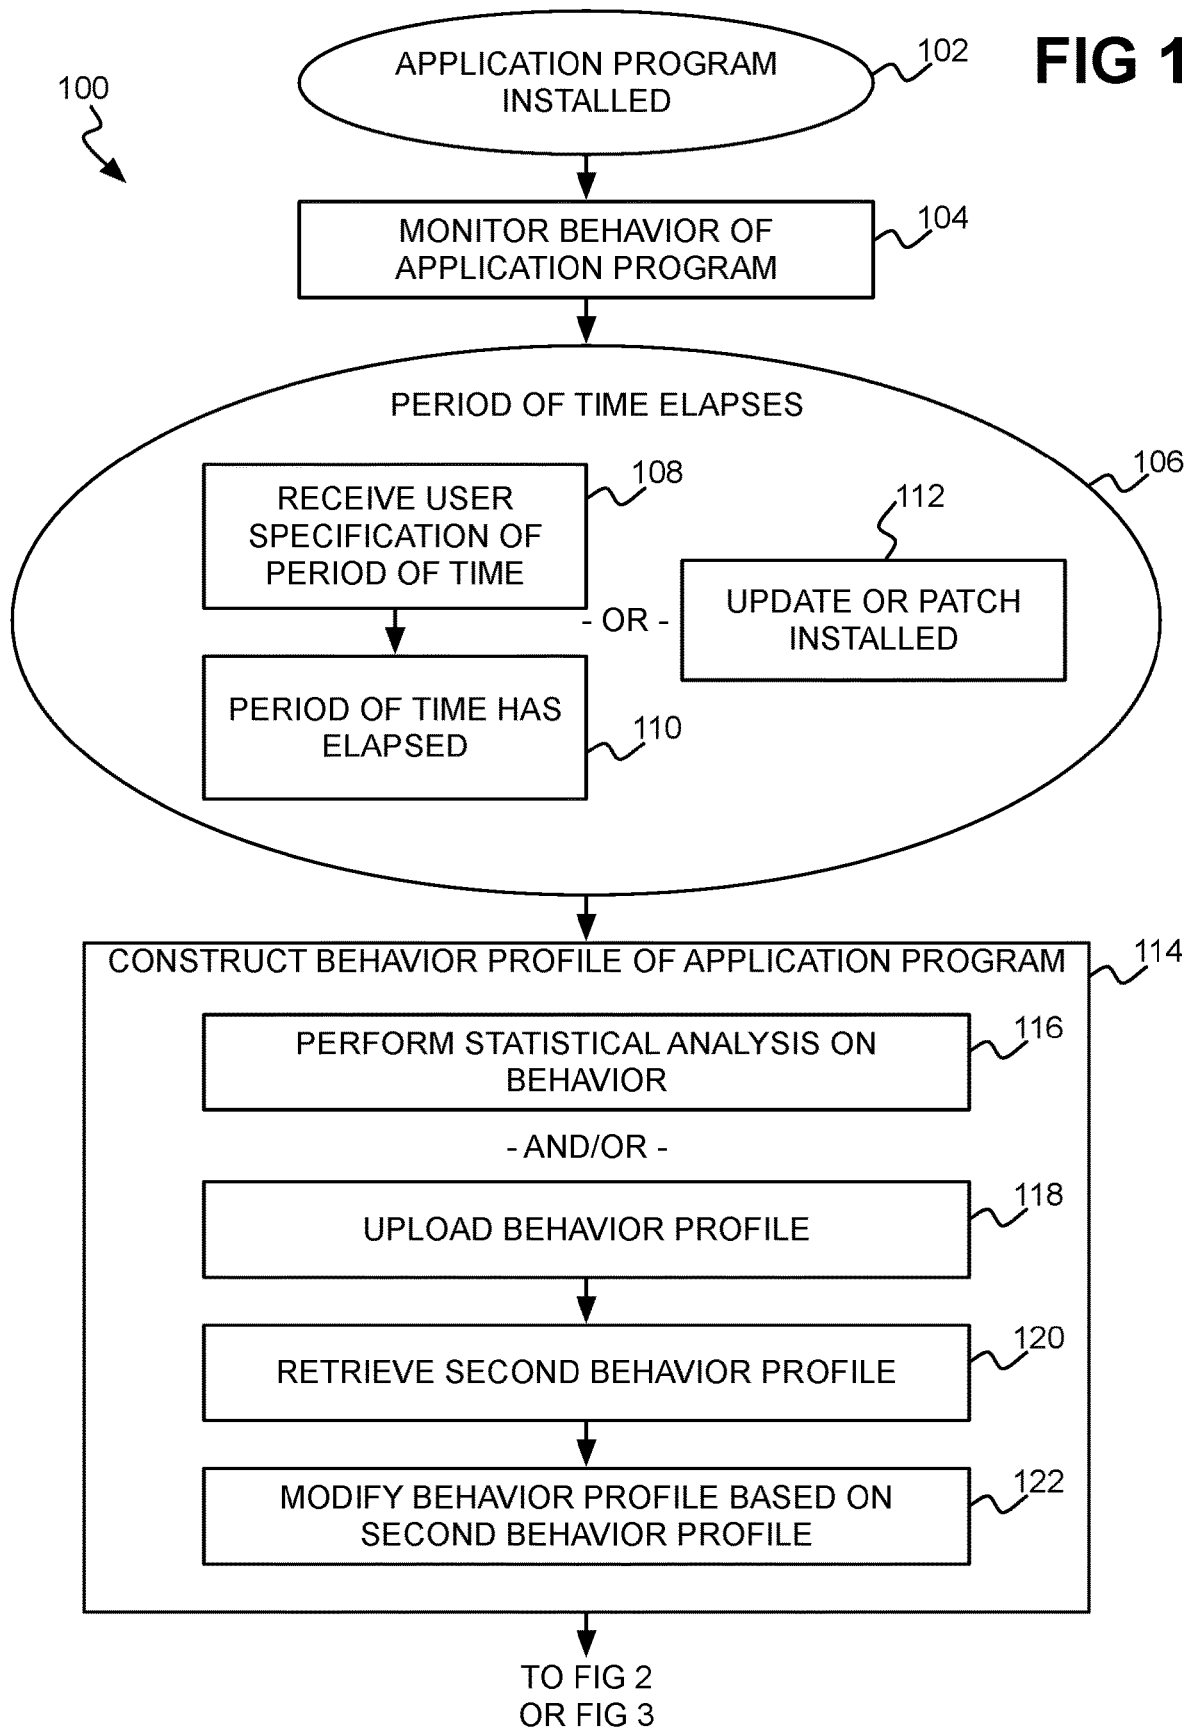 FIG 1
100
APPLICATION PROGRAM
INSTALLED
102
MONITOR BEHAVIOR OF
APPLICATION PROGRAM
104
PERIOD OF TIME ELAPSES
106
RECEIVE USER
SPECIFICATION OF
PERIOD OF TIME
108
- OR -
112
UPDATE OR PATCH
INSTALLED
PERIOD OF TIME HAS
ELAPSED
110
CONSTRUCT BEHAVIOR PROFILE OF APPLICATION PROGRAM
114
PERFORM STATISTICAL ANALYSIS ON
BEHAVIOR
116
- AND/OR -
UPLOAD BEHAVIOR PROFILE
118
RETRIEVE SECOND BEHAVIOR PROFILE
120
MODIFY BEHAVIOR PROFILE BASED ON
SECOND BEHAVIOR PROFILE
122
TO FIG 2
OR FIG 3